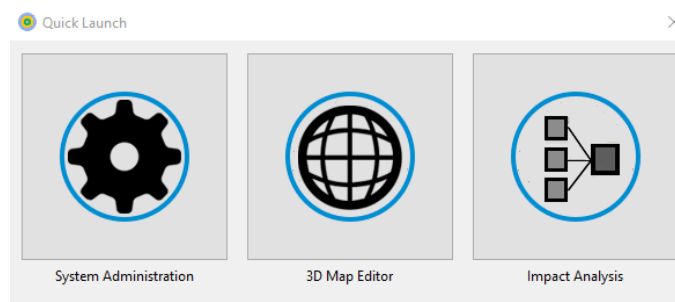 Quick Launch
System Administration
3D Map Editor
Impact Analysis